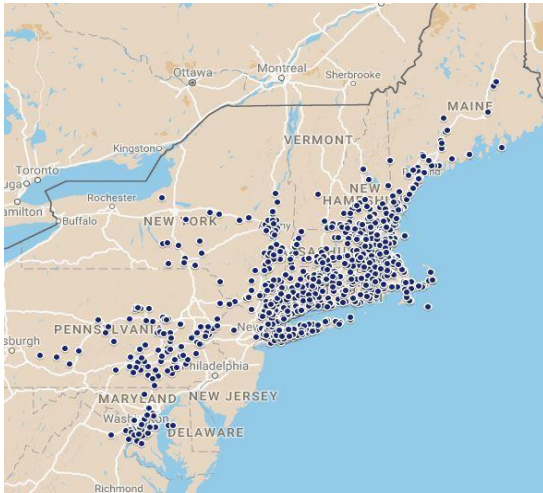 Ottawa
Montreal
Sherbrooke
MAINE
VERMONT
Kingston
Toronto
Rochester
NEW
HAMPSHIRE
Buffalo
NEW YORK
PENNSYLVANIA
Philadelphia
MARYLAND
NEW JERSEY
DELAWARE
Richmond